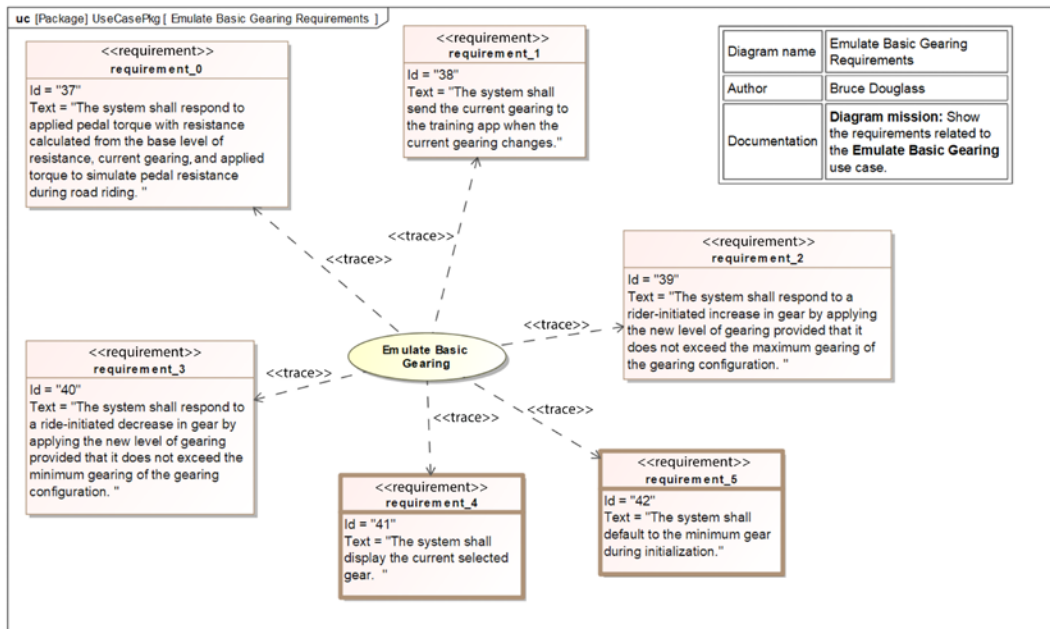 uc [Package] UseCasePkg [ Emulate Basic Gearing Requirements ]
<<requirement>>
requirement_0
Id = "37"
Text = "The system shall respond to
applied pedal torque with resistance
calculated from the base level of
resistance, current gearing, and applied
torque to simulate pedal resistance
during road riding. "
<<requirement>>
requirement_1
Id = "38"
Text = "The system shall
send the current gearing to
the training app when the
current gearing changes."
Diagram name
Emulate Basic Gearing
Requirements
Author
Bruce Douglass
Documentation
Diagram mission: Show
the requirements related to
the Emulate Basic Gearing
use case.
<<trace>>
<<trace>>
<<requirement>>
requirement_2
Id = "39"
Text = "The system shall respond to a
rider-initiated increase in gear by applying
the new level of gearing provided that it
does not exceed the maximum gearing of
the gearing configuration. "
<<trace>>
Emulate Basic
Gearing
<<requirement>>
requirement_3
Id = "40"
Text = "The system shall respond to
a ride-initiated decrease in gear by
applying the new level of gearing
provided that it does not exceed the
minimum gearing of the gearing
configuration. "
<<trace>>
<<trace>>
<<trace>>
<<requirement>>
requirement_4
Id = "41"
Text = "The system shall
display the current selected
gear. "
<<requirement>>
requirement_5
Id = "42"
Text = "The system shall
default to the minimum gear
during initialization."